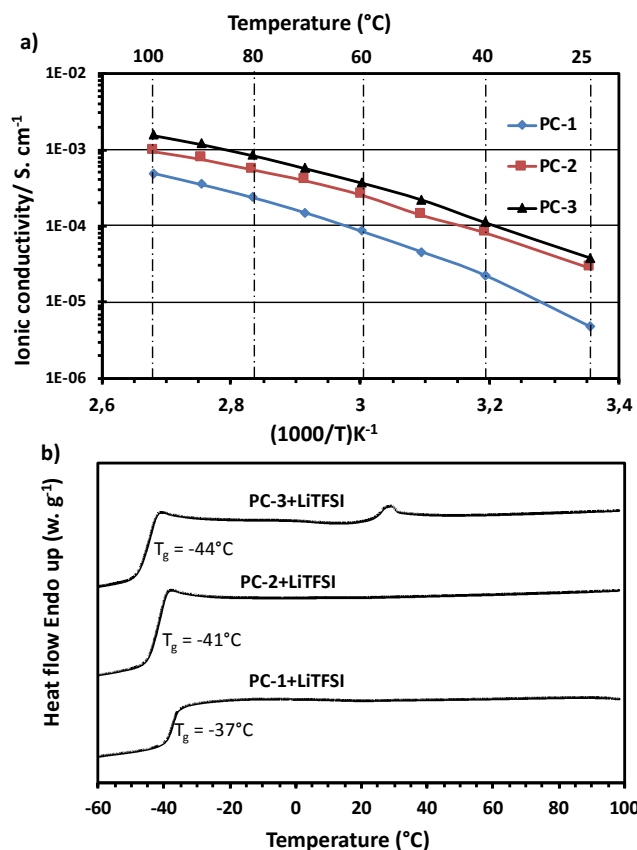 Temperature (°C)
a)
100 80 60 40 25
1E-02
1E-03
1E-04
1E-05
1E-06
Ionic conductivity/ S. cm-1
PC-1
PC-2
PC-3
2,6 2,8 3 3,2 3,4
(1000/T)K-1
b)
Heat flow Endo up (w. g-1)
PC-3+LiTFSI
Tg = -44°C
PC-2+LiTFSI
Tg = -41°C
PC-1+LiTFSI
Tg = -37°C
-60 -40 -20 0 20 40 60 80 100
Temperature (°C)